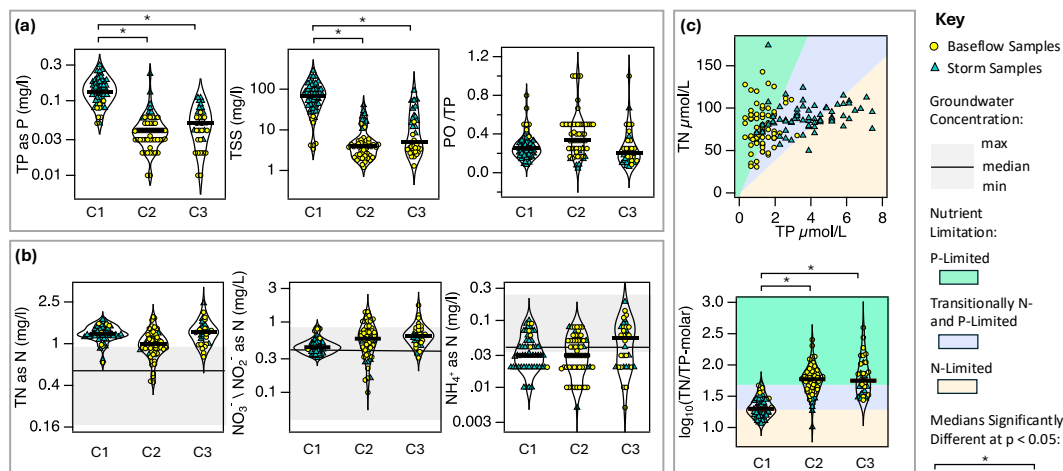 (a)
*
*
TP as P (mg/l)
0.3
0.1
0.03
0.01
C1 C2 C3
*
*
TSS (mg/l)
100
10
1
C1 C2 C3
PO /TP
1.2
0.8
0.4
0.0
C1 C2 C3
(b)
TN as N (mg/l)
2.5
1
0.4
0.16
C1 C2 C3
NO₃⁻ \ NO₂⁻ as N (mg/L)
3
1
0.3
0.10
C1 C2 C3
NH₄⁺ as N (mg/l)
0.3
0.1
0.03
.01
0.003
C1 C2 C3
(c)
TN µmol/L
150
100
50
0
0 2 4 6 8
TP µmol/L
*
*
log₁₀(TN/TP-molar)
3.0
2.5
2.0
1.5
1.0
C1 C2 C3
Key
Baseflow Samples
Storm Samples
Groundwater
Concentration:
max
median
min
Nutrient
Limitation:
P-Limited
Transitionally N-
and P-Limited
N-Limited
Medians Significantly
Different at p < 0.05:
*